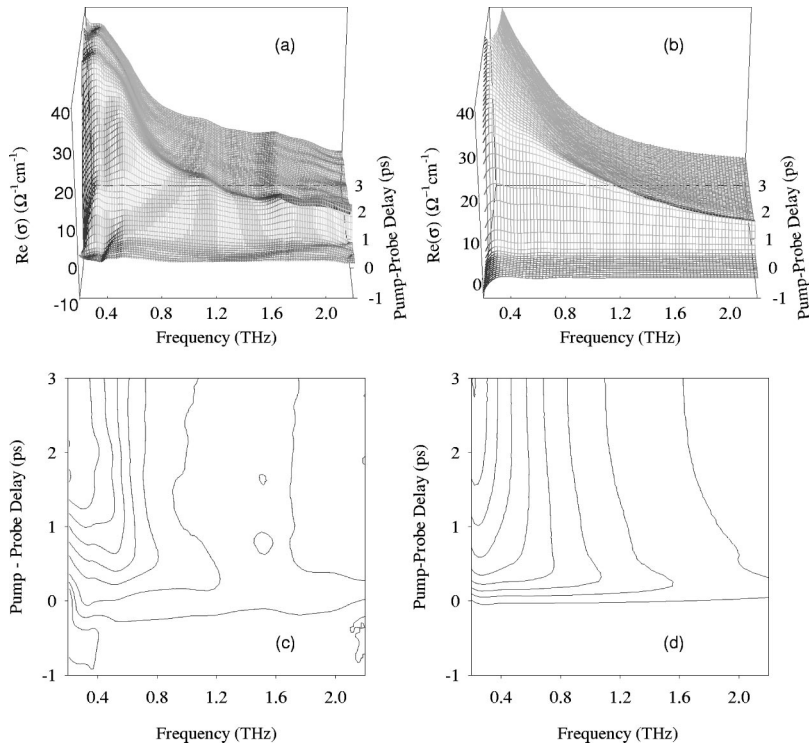 (a)
40
30
20
10
0
-10
Re (σ) (Ω⁻¹cm⁻¹)
0.4 0.8 1.2 1.6 2.0
Frequency (THz)
3
2
1
0
-1
Pump-Probe Delay (ps)
(b)
40
30
20
10
0
Re(σ) (Ω⁻¹cm⁻¹)
0.4 0.8 1.2 1.6 2.0
Frequency (THz)
3
2
1
0
-1
Pump-Probe Delay (ps)
3
2
1
0
-1
Pump - Probe Delay (ps)
(c)
0.4 0.8 1.2 1.6 2.0
Frequency (THz)
3
2
1
0
-1
Pump-Probe Delay (ps)
(d)
0.4 0.8 1.2 1.6 2.0
Frequency (THz)